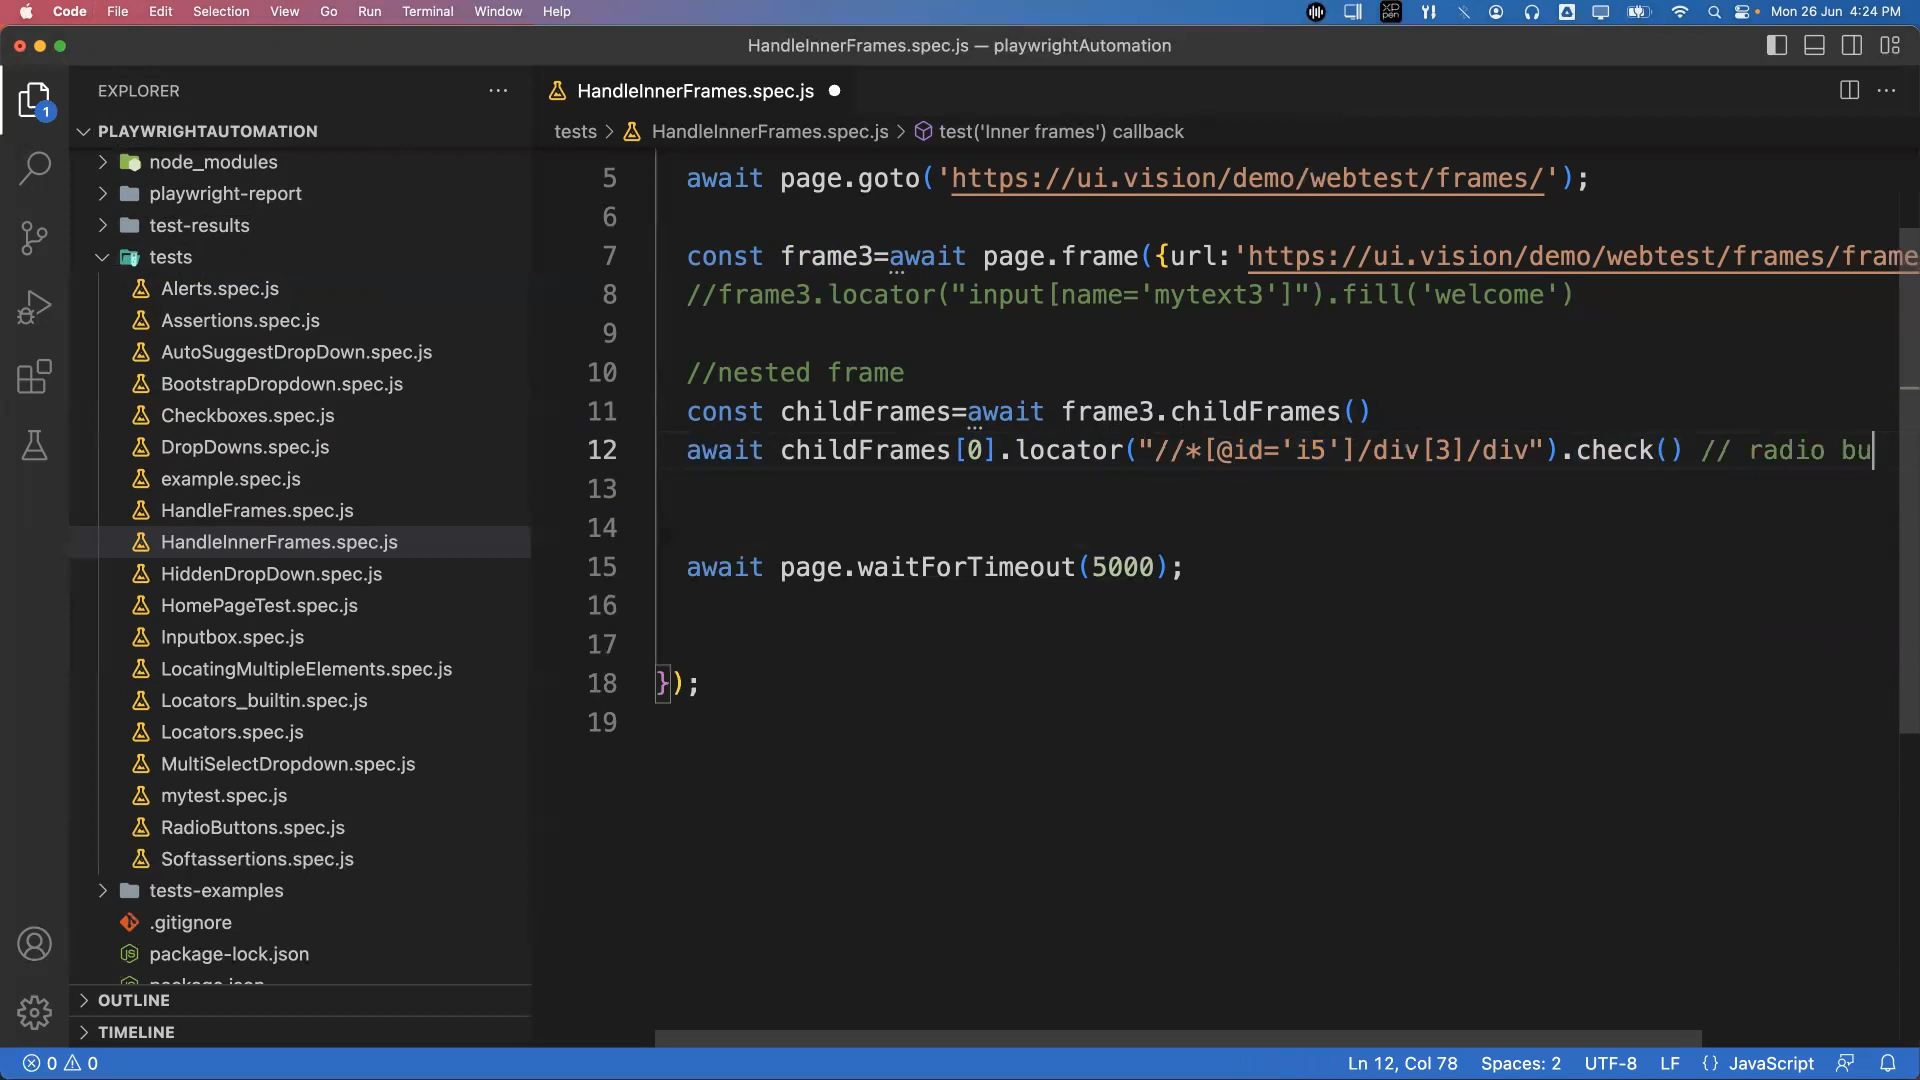 Code File Edit Selection View Go Run Terminal Window Help
XP pen
Mon 26 Jun 4:24 PM
HandleInnerFrames.spec.js — playwrightAutomation
1
EXPLORER
HandleInnerFrames.spec.js
PLAYWRIGHTAUTOMATION
tests > HandleInnerFrames.spec.js > test('Inner frames') callback
node_modules
playwright-report
test-results
tests
Alerts.spec.js
Assertions.spec.js
AutoSuggestDropDown.spec.js
BootstrapDropdown.spec.js
Checkboxes.spec.js
DropDowns.spec.js
example.spec.js
HandleFrames.spec.js
HandleInnerFrames.spec.js
HiddenDropDown.spec.js
HomePageTest.spec.js
Inputbox.spec.js
LocatingMultipleElements.spec.js
Locators_builtin.spec.js
Locators.spec.js
MultiSelectDropdown.spec.js
mytest.spec.js
RadioButtons.spec.js
Softassertions.spec.js
tests-examples
.gitignore
package-lock.json
package.json
OUTLINE
TIMELINE
5 await page.goto('https://ui.vision/demo/webtest/frames/');
6
7 const frame3=await page.frame({url:'https://ui.vision/demo/webtest/frames/frame
8 //frame3.locator("input[name='mytext3']").fill('welcome')
9
10 //nested frame
11 const childFrames=await frame3.childFrames()
12 await childFrames[0].locator("//*[@id='i5']/div[3]/div").check() // radio bu
13
14
15 await page.waitForTimeout(5000);
16
17
18 });
19
0 0
Ln 12, Col 78 Spaces: 2 UTF-8 LF {} JavaScript